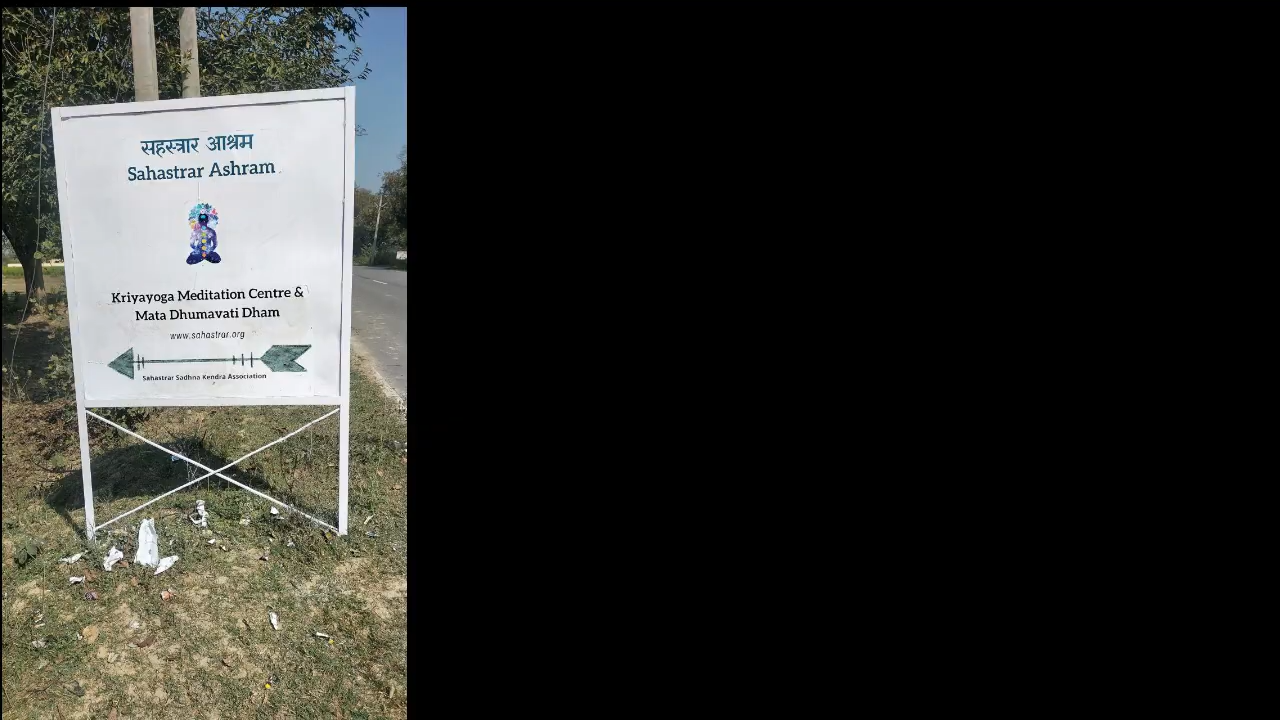 सहस्त्रार आश्रम
Sahastrar Ashram
Kriyayoga Meditation Centre &
Mata Dhumavati Dham
www.sahastrar.org
Sahastrar Sadhna Kendra Association